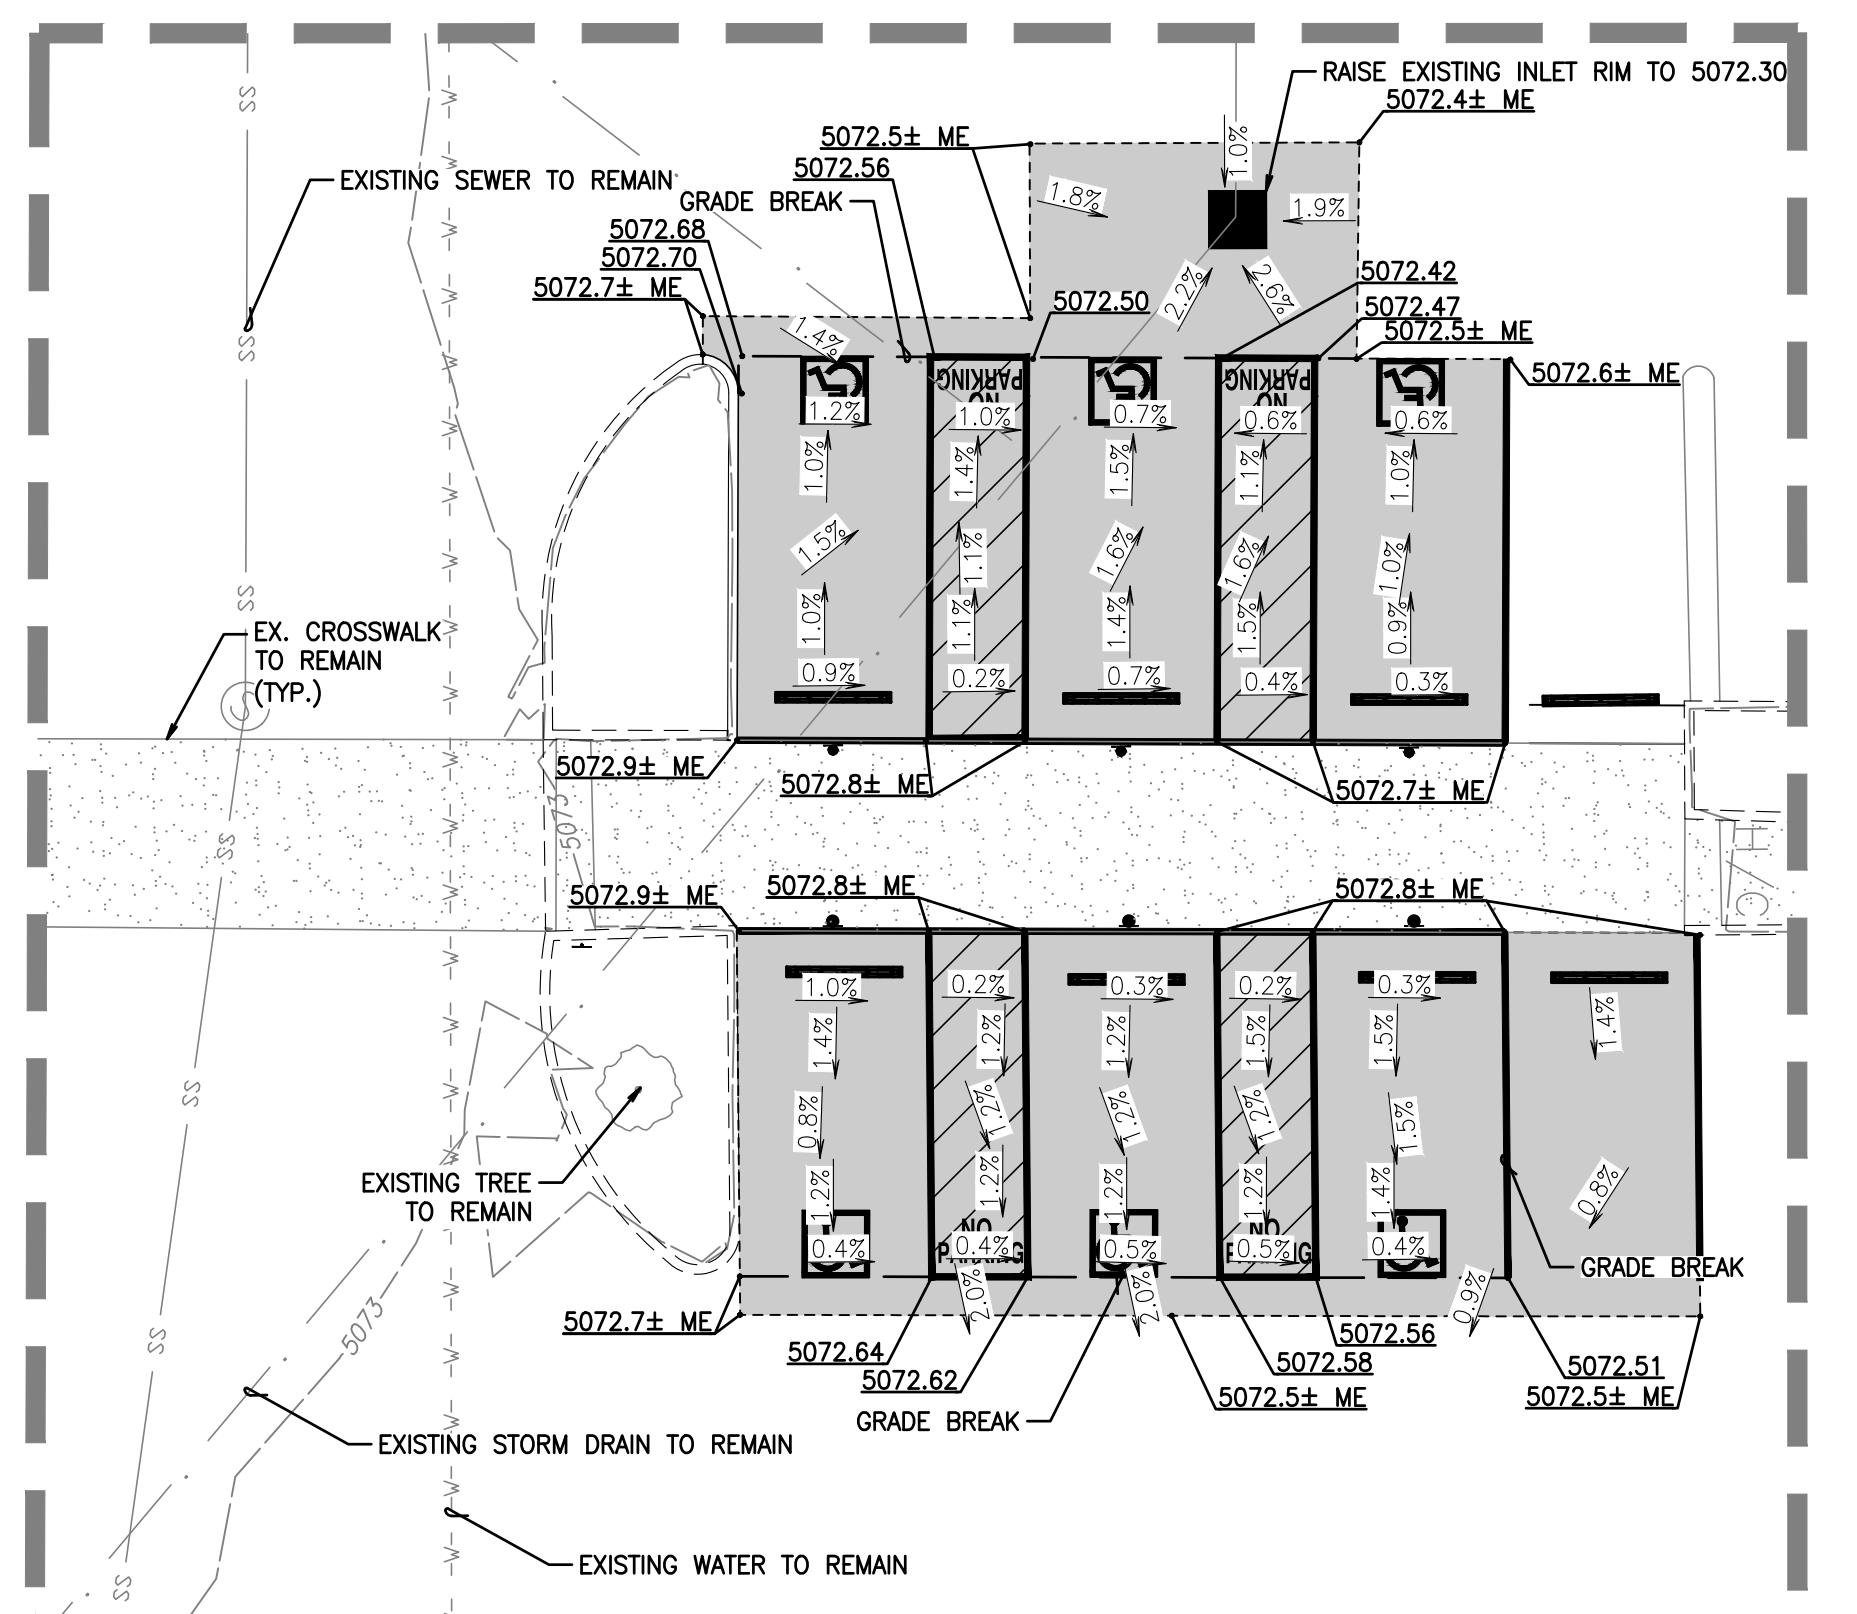 RAISE EXISTING INLET RIM TO 5072.30
5072.4± ME
5072.5± ME
5072.56
GRADE BREAK
EXISTING SEWER TO REMAIN
5072.68
5072.70
5072.7± ME
1.0%
1.8%
1.9%
2.2%
2.6%
5072.50
5072.42
5072.47
5072.5± ME
5072.6± ME
1.4%
NO
PARKING
NO
PARKING
1.2%
1.0%
0.7%
0.6%
0.6%
1.0%
1.4%
1.5%
1.1%
1.0%
1.5%
1.1%
1.6%
1.6%
1.0%
1.0%
1.1%
1.4%
1.5%
0.9%
0.9%
0.2%
0.7%
0.4%
0.3%
EX. CROSSWALK
TO REMAIN
(TYP.)
SS
SS
SS
S
5072.9± ME
5072.8± ME
5072.7± ME
5073
SS
H
C
5072.9± ME
5072.8± ME
5072.8± ME
1.0%
0.2%
0.3%
0.2%
0.3%
1.4%
1.2%
1.2%
1.5%
1.5%
1.4%
0.8%
1.2%
1.2%
1.2%
1.5%
1.2%
1.2%
1.2%
1.2%
1.4%
0.8%
NO
PARKING
NO
PARKING
0.4%
0.4%
0.5%
0.5%
0.4%
2.0%
2.0%
0.9%
SS
EXISTING TREE
TO REMAIN
GRADE BREAK
5073
SS
5072.7± ME
5072.64
5072.62
GRADE BREAK
5072.56
5072.58
5072.5± ME
5072.51
5072.5± ME
EXISTING STORM DRAIN TO REMAIN
EXISTING WATER TO REMAIN
SS